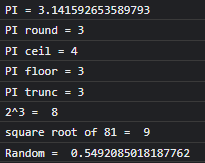 PI = 3.141592653589793
PI round = 3
PI ceil = 4
PI floor = 3
PI trunc = 3
2^3 =  8
square root of 81 =  9
Random =  0.5492085018187762